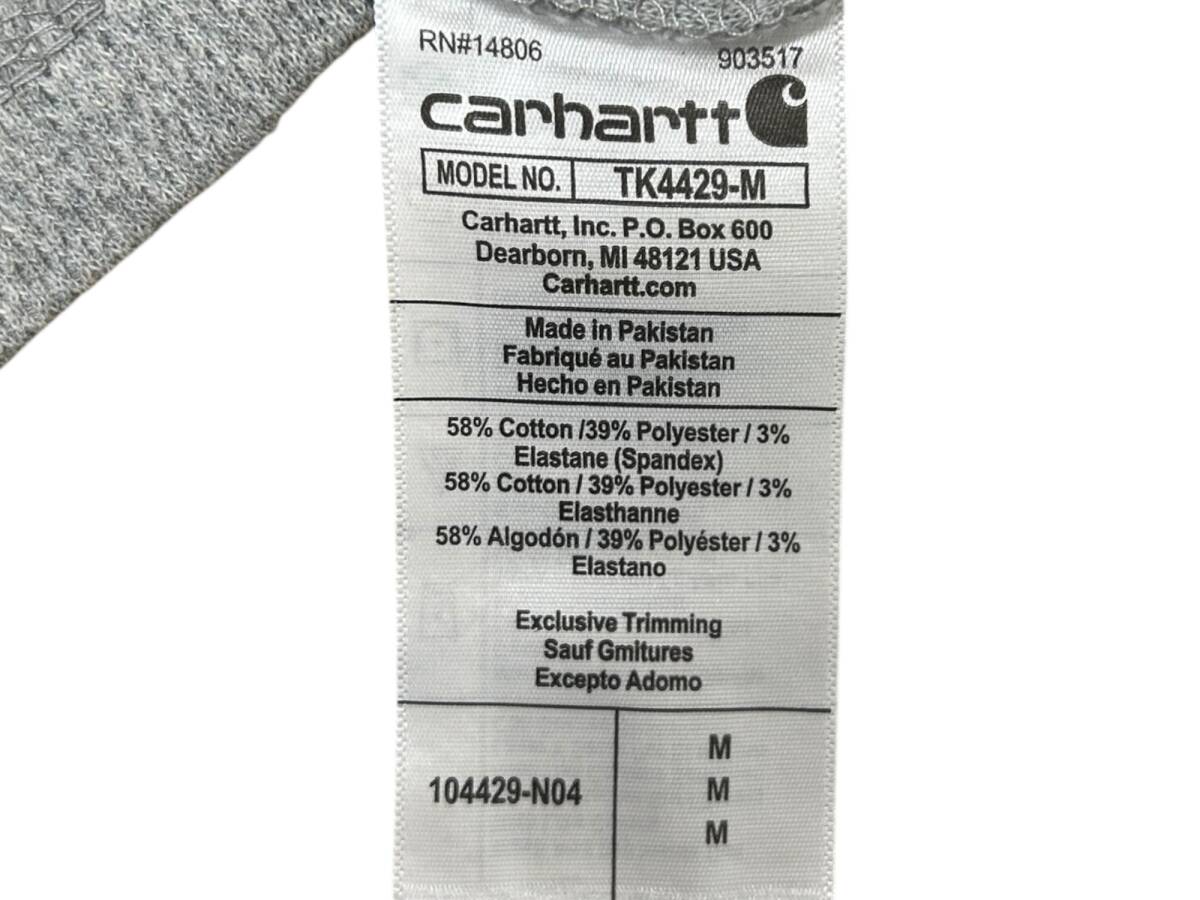 RN#14806 903517
carhartt
MODEL NO. TK4429-M
Carhartt, Inc. P.O. Box 600
Dearborn, MI 48121 USA
Carhartt.com
Made in Pakistan
Fabriqué au Pakistan
Hecho en Pakistan
58% Cotton /39% Polyester / 3%
Elastane (Spandex)
58% Cotton / 39% Polyester / 3%
Elasthanne
58% Algodón / 39% Polyéster / 3%
Elastano
Exclusive Trimming
Sauf Gmitures
Excepto Adomo
M
104429-N04 M
M